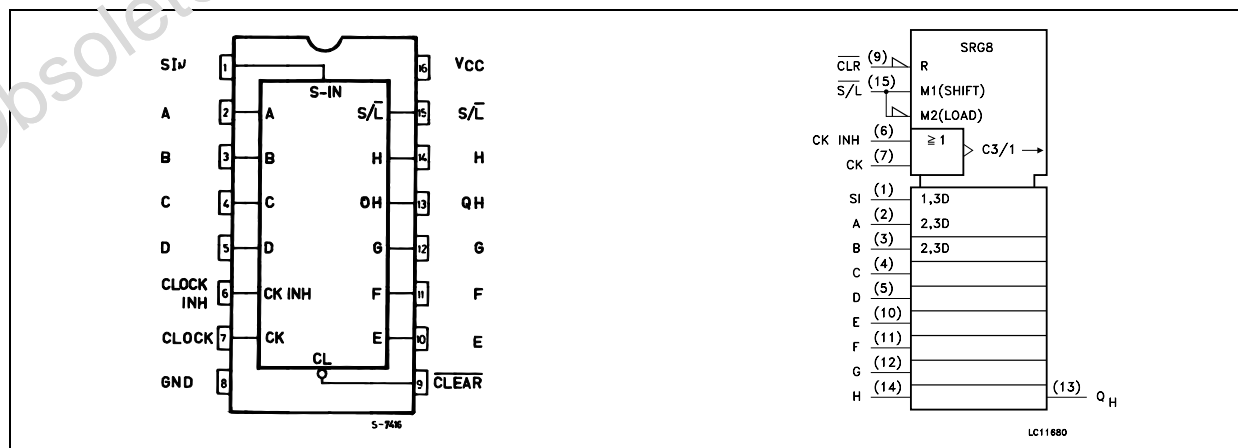 obsolete
SIN
1
16
VCC
S-IN
A
2
A
S/L̅
15
S/L̅
B
3
B
H
14
H
C
4
C
QH
13
QH
D
5
D
G
12
G
CLOCK
INH
6
CK INH
F
11
F
CLOCK
7
CK
E
10
E
CL
GND
8
9
C̅L̅E̅A̅R̅
S-7416
SRG8
C̅L̅R̅ (9)
R
S̅/̅L̅ (15)
M1(SHIFT)
M2(LOAD)
CK INH (6)
≧1
C3/1
CK (7)
SI (1) 1,3D
A (2) 2,3D
B (3) 2,3D
C (4)
D (5)
E (10)
F (11)
G (12)
H (14)
(13) QH
LC11680